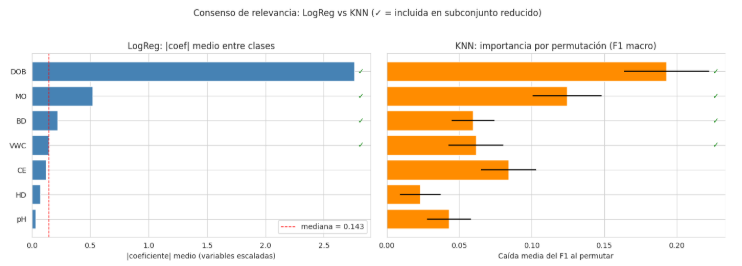 Consenso de relevancia: LogReg vs KNN (✓ = incluida en subconjunto reducido)
LogReg: |coef| medio entre clases
KNN: importancia por permutación (F1 macro)
DOB ✓ ✓
MO ✓ ✓
BD ✓ ✓
VWC ✓ ✓
CE
HD
pH
mediana = 0.143
0.0 0.5 1.0 1.5 2.0 2.5
0.00 0.05 0.10 0.15 0.20
|coeficiente| medio (variables escaladas)
Caída media del F1 al permutar